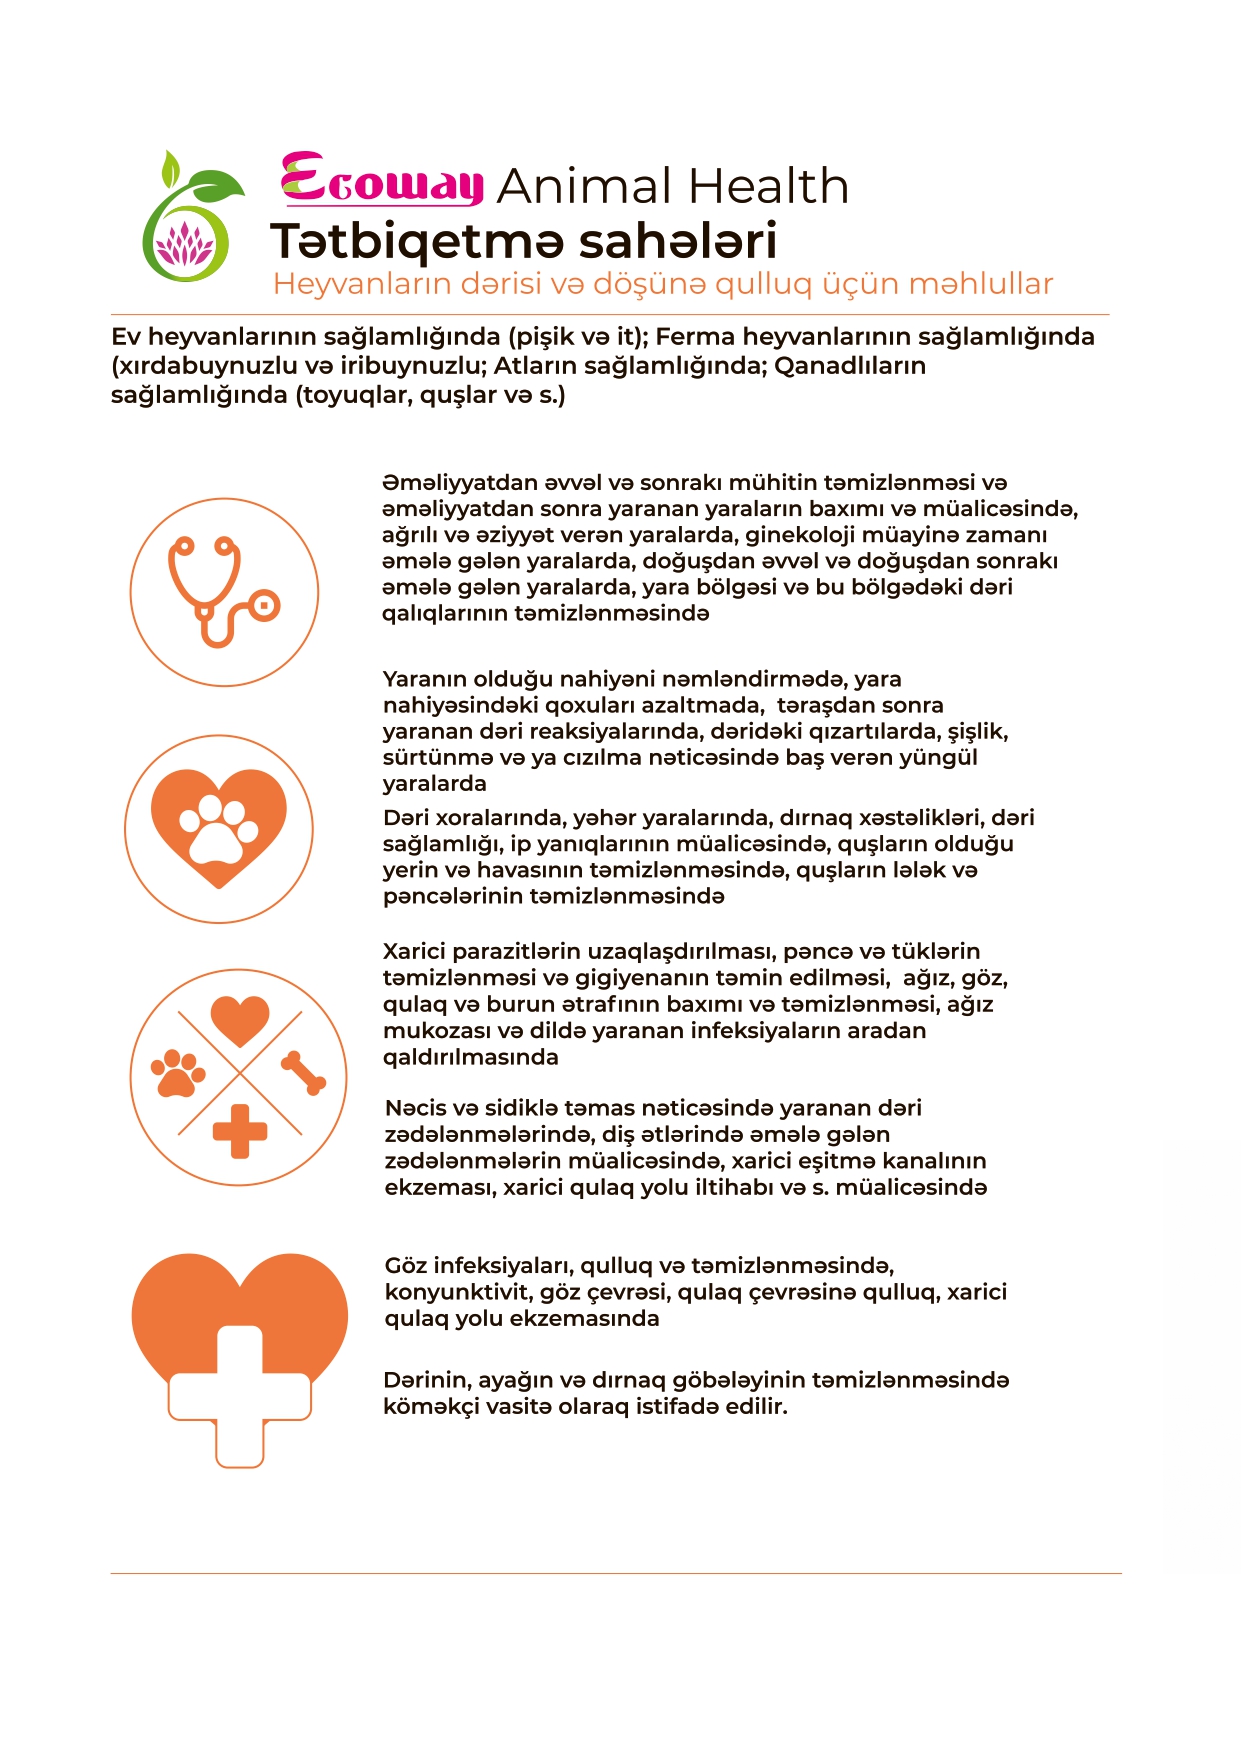 Ecoway Animal Health
Tətbiqetmə sahələri
Heyvanların dərisi və döşünə qulluq üçün məhlullar
Ev heyvanlarının sağlamlığında (pişik və it); Ferma heyvanlarının sağlamlığında
(xırdabuynuzlu və iribuynuzlu; Atların sağlamlığında; Qanadlıların
sağlamlığında (toyuqlar, quşlar və s.)
Əməliyyatdan əvvəl və sonrakı mühitin təmizlənməsi və
əməliyyatdan sonra yaranan yaraların baxımı və müalicəsində,
ağrılı və əziyyət verən yaralarda, ginekoloji müayinə zamanı
əmələ gələn yaralarda, doğuşdan əvvəl və doğuşdan sonrakı
əmələ gələn yaralarda, yara bölgəsi və bu bölgədəki dəri
qalıqlarının təmizlənməsində
Yaranın olduğu nahiyəni nəmləndirmədə, yara
nahiyəsindəki qoxuları azaltmada,  təraşdan sonra
yaranan dəri reaksiyalarında, dəridəki qızartılarda, şişlik,
sürtünmə və ya cızılma nəticəsində baş verən yüngül
yaralarda
Dəri xoralarında, yəhər yaralarında, dırnaq xəstəlikləri, dəri
sağlamlığı, ip yanıqlarının müalicəsində, quşların olduğu
yerin və havasının təmizlənməsində, quşların lələk və
pəncələrinin təmizlənməsində
Xarici parazitlərin uzaqlaşdırılması, pəncə və tüklərin
təmizlənməsi və gigiyenanın təmin edilməsi,  ağız, göz,
qulaq və burun ətrafının baxımı və təmizlənməsi, ağız
mukozası və dildə yaranan infeksiyaların aradan
qaldırılmasında
Nəcis və sidiklə təmas nəticəsində yaranan dəri
zədələnmələrində, diş ətlərində əmələ gələn
zədələnmələrin müalicəsində, xarici eşitmə kanalının
ekzeması, xarici qulaq yolu iltihabı və s. müalicəsində
Göz infeksiyaları, qulluq və təmizlənməsində,
konyunktivit, göz çevrəsi, qulaq çevrəsinə qulluq, xarici
qulaq yolu ekzemasında
Dərinin, ayağın və dırnaq göbələyinin təmizlənməsində
köməkçi vasitə olaraq istifadə edilir.